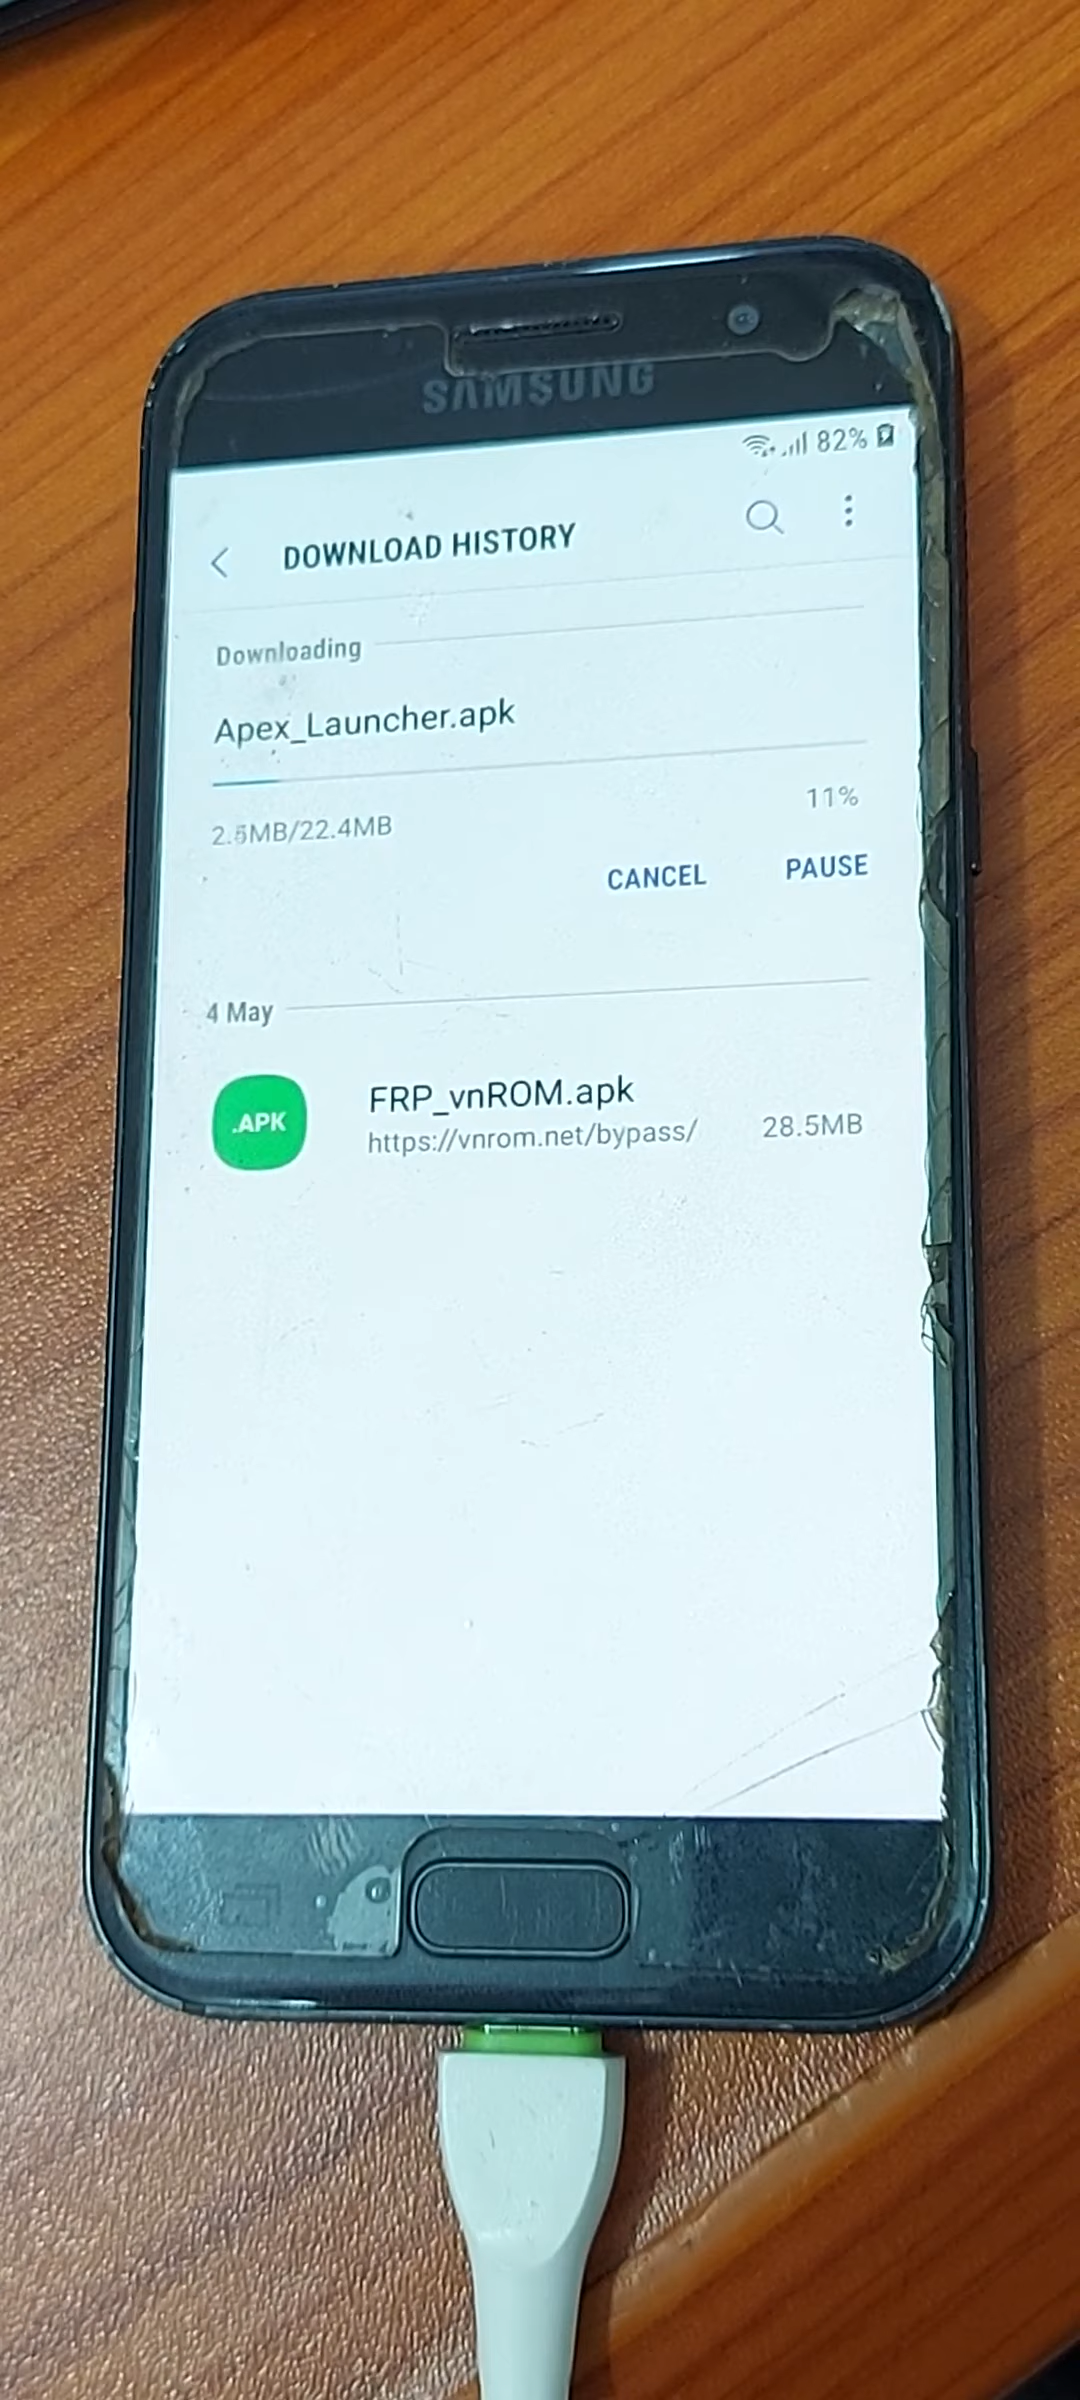 SAMSUNG
82%
DOWNLOAD HISTORY
Downloading
Apex_Launcher.apk
11%
2.5MB/22.4MB
CANCEL PAUSE
4 May
.APK
FRP_vnROM.apk
https://vnrom.net/bypass/ 28.5MB